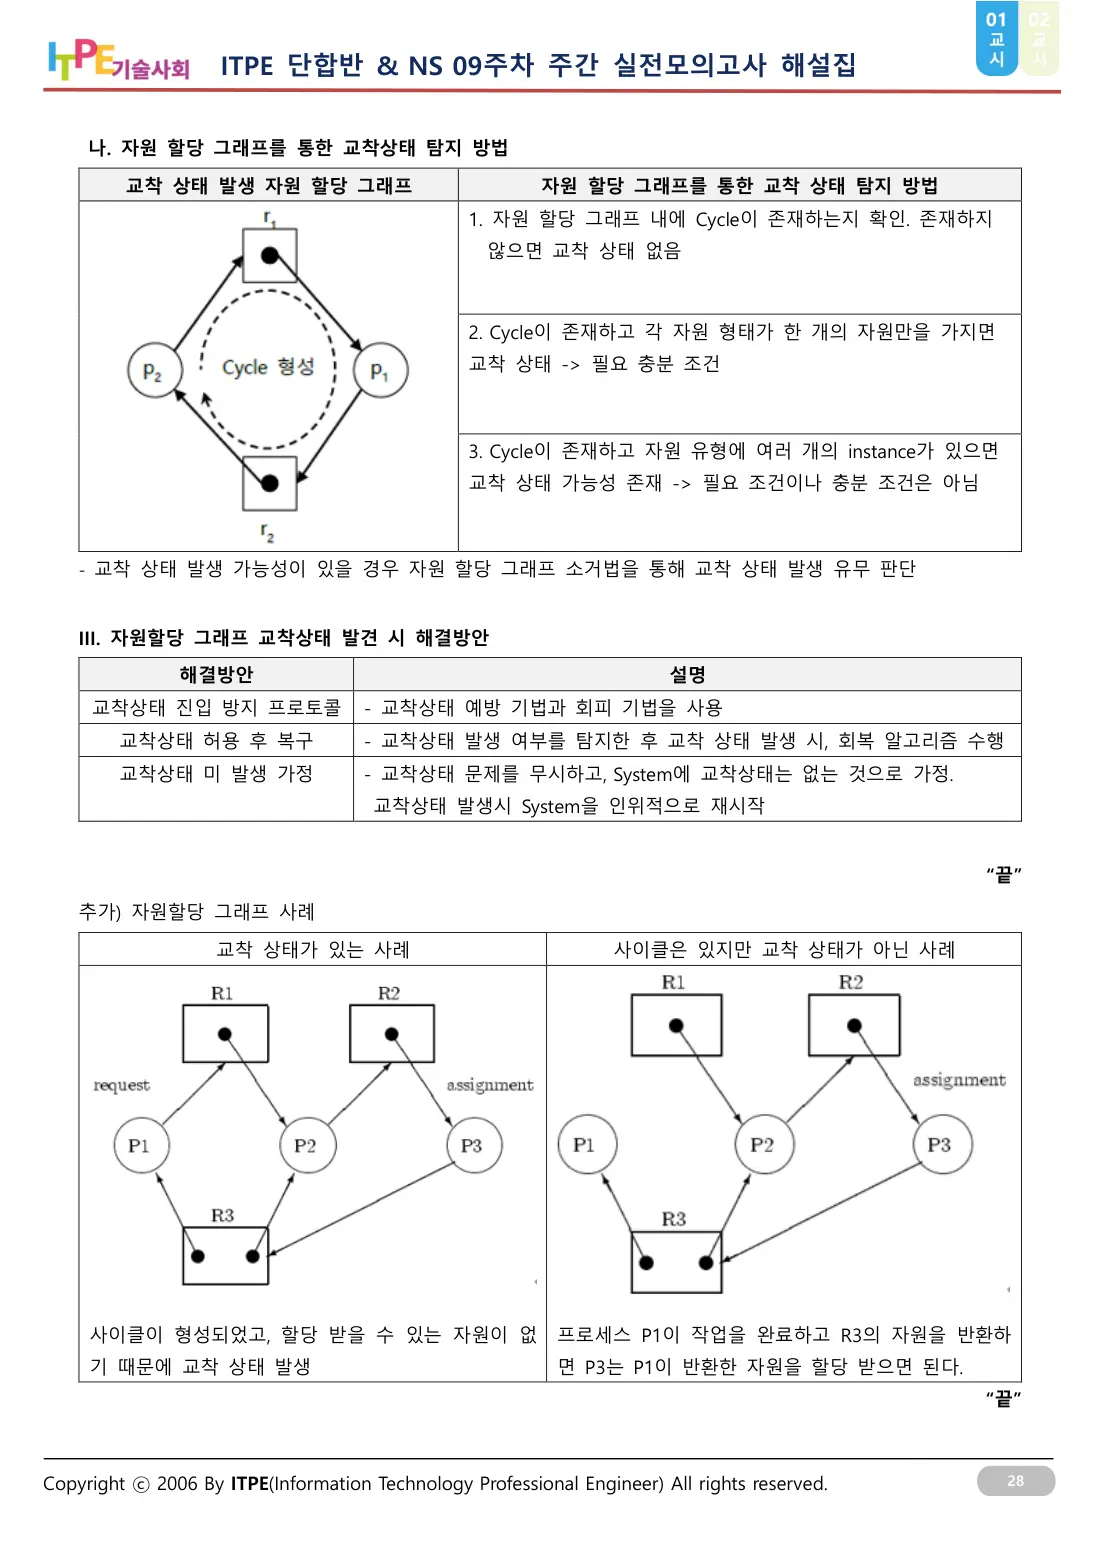 ITPE기술사회 ITPE 단합반 & NS 09주차 주간 실전모의고사 해설집
01
교
시
02
교
시
나. 자원 할당 그래프를 통한 교착상태 탐지 방법
교착 상태 발생 자원 할당 그래프
자원 할당 그래프를 통한 교착 상태 탐지 방법
r1
p2
Cycle 형성
p1
r2
1. 자원 할당 그래프 내에 Cycle이 존재하는지 확인. 존재하지
않으면 교착 상태 없음
2. Cycle이 존재하고 각 자원 형태가 한 개의 자원만을 가지면
교착 상태 -> 필요 충분 조건
3. Cycle이 존재하고 자원 유형에 여러 개의 instance가 있으면
교착 상태 가능성 존재 -> 필요 조건이나 충분 조건은 아님
- 교착 상태 발생 가능성이 있을 경우 자원 할당 그래프 소거법을 통해 교착 상태 발생 유무 판단
III. 자원할당 그래프 교착상태 발견 시 해결방안
해결방안
설명
교착상태 진입 방지 프로토콜
- 교착상태 예방 기법과 회피 기법을 사용
교착상태 허용 후 복구
- 교착상태 발생 여부를 탐지한 후 교착 상태 발생 시, 회복 알고리즘 수행
교착상태 미 발생 가정
- 교착상태 문제를 무시하고, System에 교착상태는 없는 것으로 가정.
교착상태 발생시 System을 인위적으로 재시작
“끝”
추가) 자원할당 그래프 사례
교착 상태가 있는 사례
사이클은 있지만 교착 상태가 아닌 사례
R1
R2
request
assignment
P1
P2
P3
R3
사이클이 형성되었고, 할당 받을 수 있는 자원이 없
기 때문에 교착 상태 발생
R1
R2
assignment
P1
P2
P3
R3
프로세스 P1이 작업을 완료하고 R3의 자원을 반환하
면 P3는 P1이 반환한 자원을 할당 받으면 된다.
“끝”
Copyright ⓒ 2006 By ITPE(Information Technology Professional Engineer) All rights reserved.
28